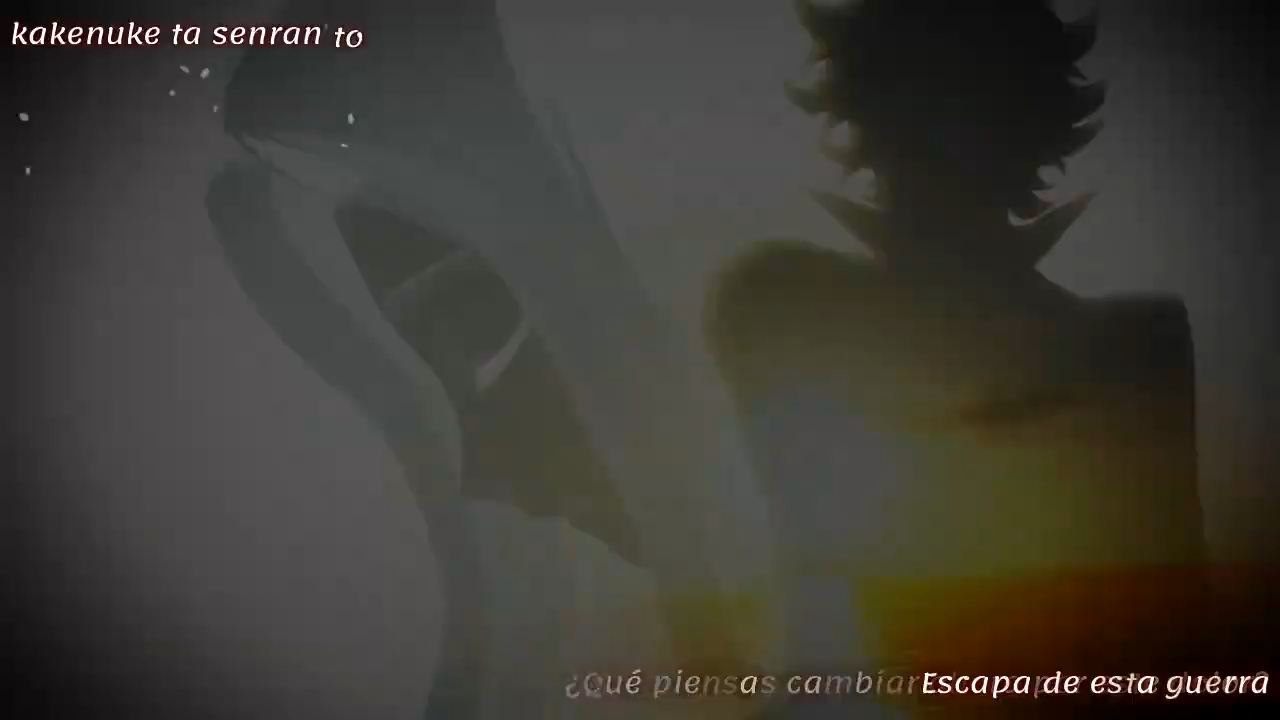 kakenuke ta senran to
¿Qué piensas cambiar
Escapa de esta guerra